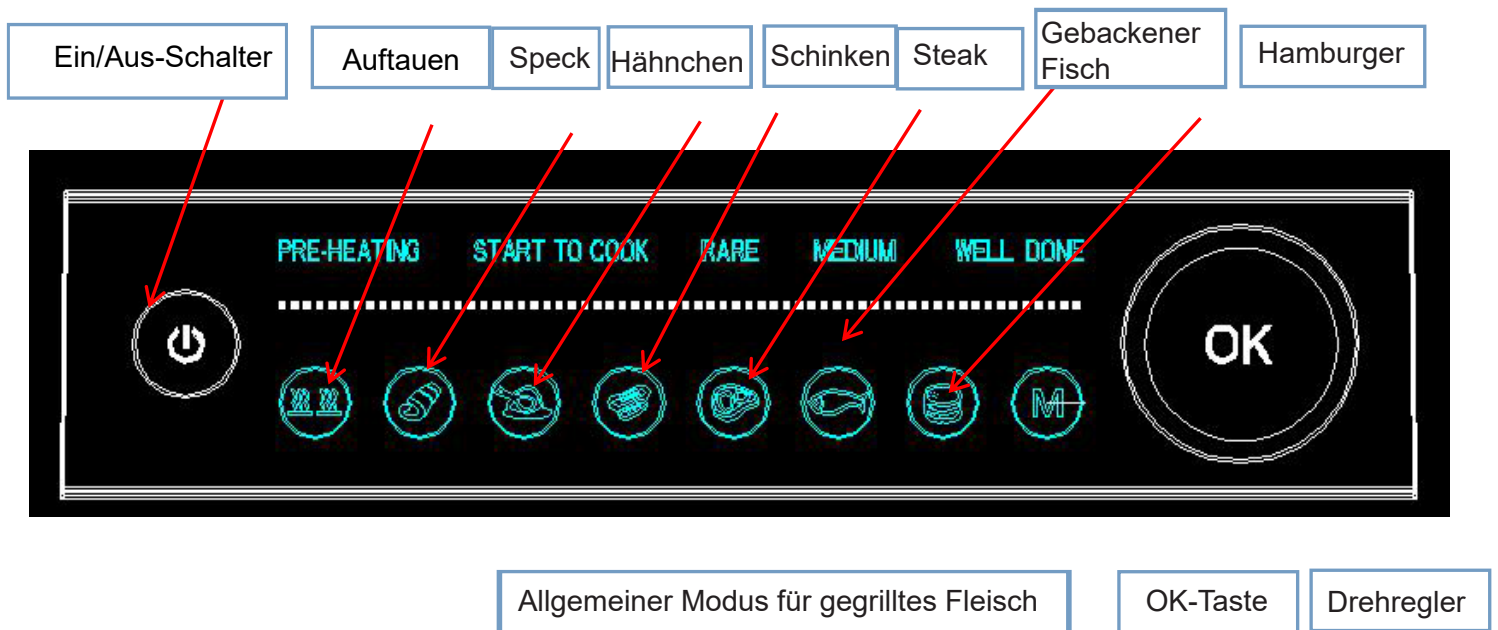 Ein/Aus-Schalter
Auftauen
Speck
Hähnchen
Schinken
Steak
Gebackener
Fisch
Hamburger
PRE-HEATING START TO COOK RARE MEDIUM WELL DONE
OK
M
Allgemeiner Modus für gegrilltes Fleisch
OK-Taste
Drehregler